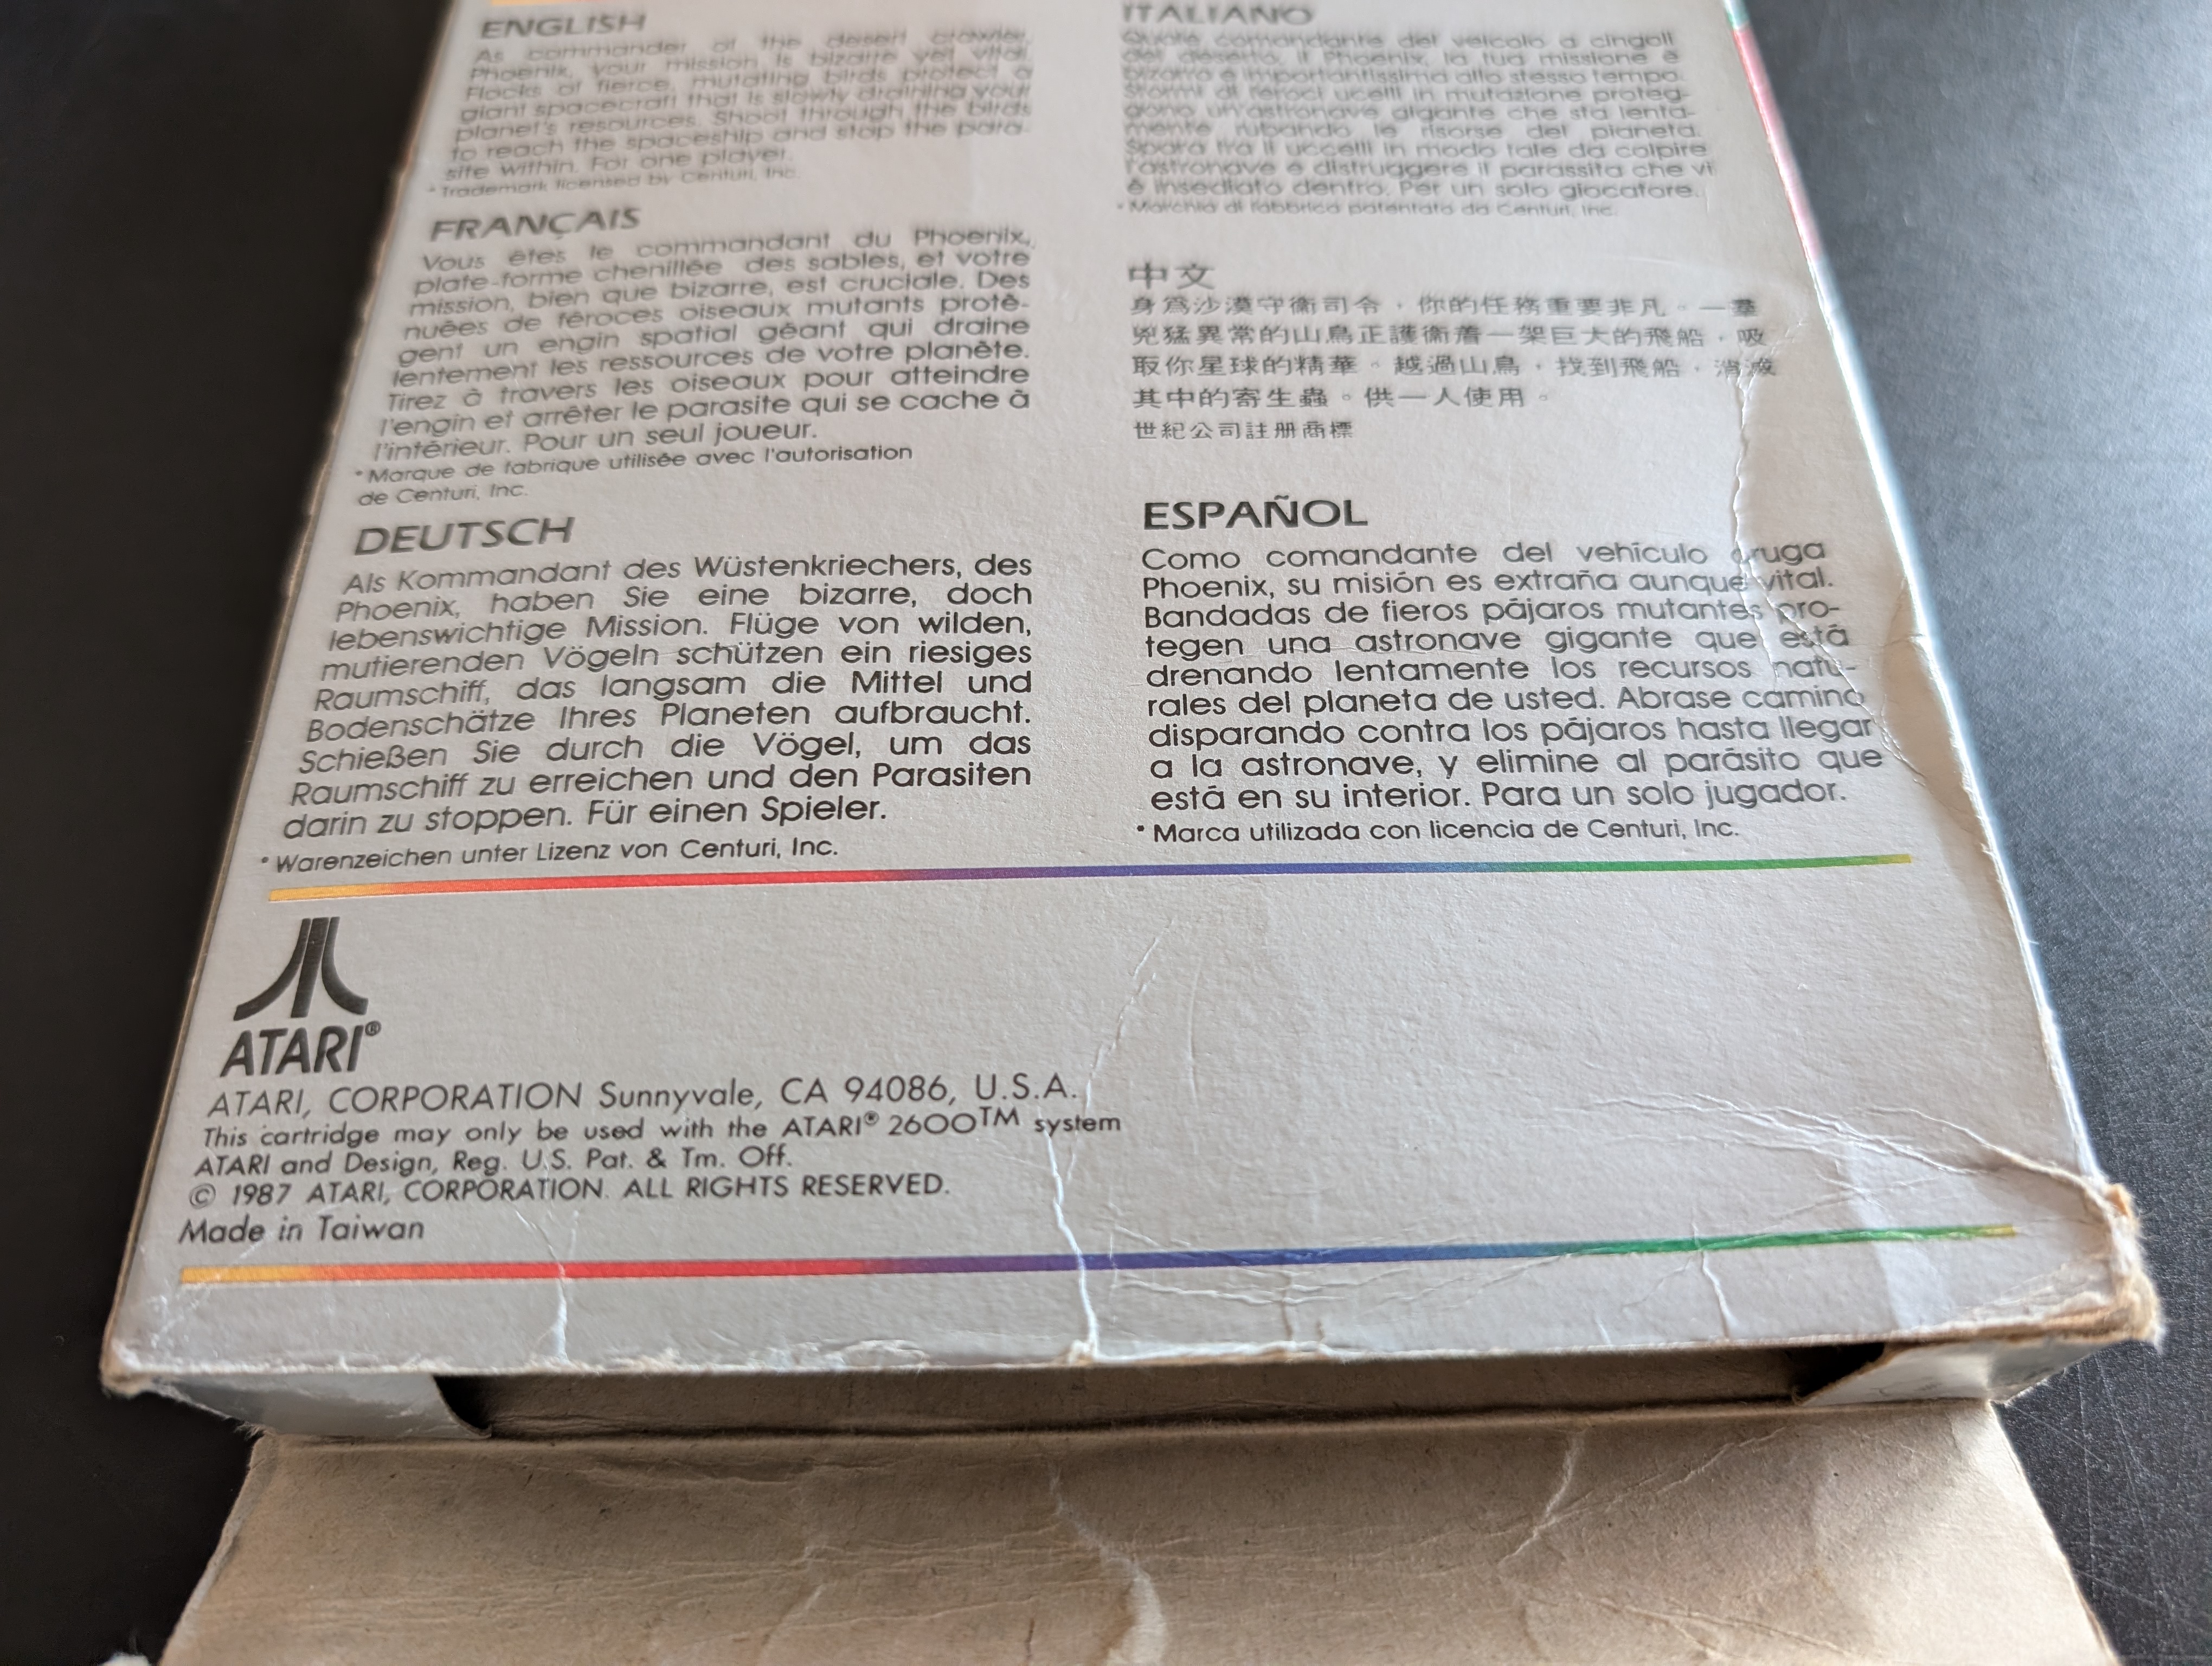 ENGLISH
As commander of the desert crawler,
Phoenix, your mission is bizarre yet vital.
Flocks of fierce, mutating birds protect a
giant spacecraft that is slowly draining your
planet's resources. Shoot through the birds
to reach the spaceship and stop the para-
site within. For one player.
*Trademark licensed by Centuri, Inc.
FRANÇAIS
Vous êtes le commandant du Phoenix,
plate-forme chenillée des sables, et votre
mission, bien que bizarre, est cruciale. Des
nuées de féroces oiseaux mutants protè-
gent un engin spatial géant qui draine
lentement les ressources de votre planète.
Tirez à travers les oiseaux pour atteindre
l'engin et arrêter le parasite qui se cache à
l'intérieur. Pour un seul joueur.
*Marque de fabrique utilisée avec l'autorisation
de Centuri, Inc.
DEUTSCH
Als Kommandant des Wüstenkriechers, des
Phoenix, haben Sie eine bizarre, doch
lebenswichtige Mission. Flüge von wilden,
mutierenden Vögeln schützen ein riesiges
Raumschiff, das langsam die Mittel und
Bodenschätze Ihres Planeten aufbraucht.
Schießen Sie durch die Vögel, um das
Raumschiff zu erreichen und den Parasiten
darin zu stoppen. Für einen Spieler.
*Warenzeichen unter Lizenz von Centuri, Inc.
ITALIANO
Quale comandante del veicolo a cingoli
del deserto, il Phoenix, la tua missione è
bizarra e importantissima allo stesso tempo.
Stormi di feroci ucelli in mutazione proteg-
gono un'astronave gigante che sta lenta-
mente rubando le risorse del planeta.
Spara tra li uccelli in modo tale da colpire
l'astronave e distruggere il parassita che vi
è insediato dentro. Per un solo giocatore.
*Marchia di fabbrica patentata da Centuri, Inc.
中文
身爲沙漠守衞司令，你的任務重要非凡。一羣
兇猛異常的山鳥正護衞着一架巨大的飛船，吸
取你星球的精華。越過山鳥，找到飛船，消滅
其中的寄生蟲。供一人使用。
世紀公司註册商標
ESPAÑOL
Como comandante del vehículo oruga
Phoenix, su misión es extraña aunque vital.
Bandadas de fieros pájaros mutantes pro-
tegen una astronave gigante que está
drenando lentamente los recursos natu-
rales del planeta de usted. Abrase camino
disparando contra los pájaros hasta llegar
a la astronave, y elimine al parásito que
está en su interior. Para un solo jugador.
*Marca utilizada con licencia de Centuri, Inc.
ATARI®
ATARI, CORPORATION Sunnyvale, CA 94086, U.S.A.
This cartridge may only be used with the ATARI® 2600™ system
ATARI and Design, Reg. U.S. Pat. & Tm. Off.
© 1987 ATARI, CORPORATION. ALL RIGHTS RESERVED.
Made in Taiwan